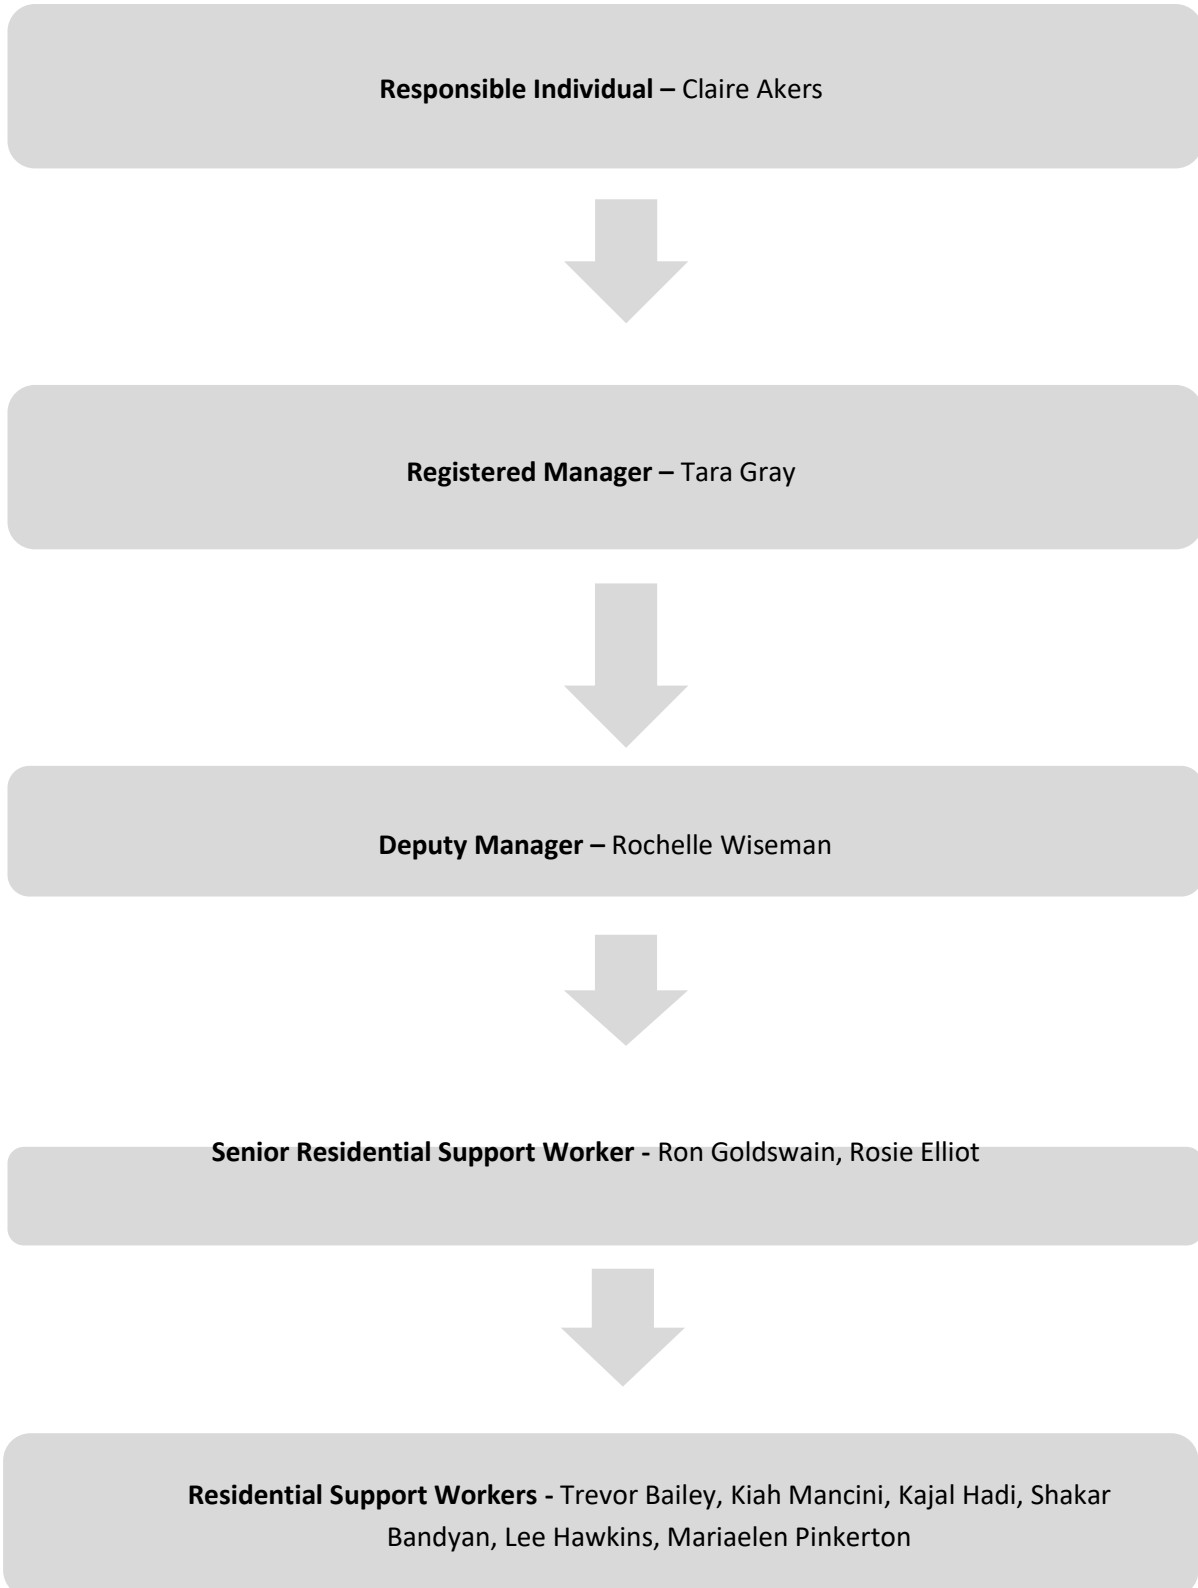 Responsible Individual – Claire Akers
Registered Manager – Tara Gray
Deputy Manager – Rochelle Wiseman
Senior Residential Support Worker - Ron Goldswain, Rosie Elliot
Residential Support Workers - Trevor Bailey, Kiah Mancini, Kajal Hadi, Shakar
Bandyan, Lee Hawkins, Mariaelen Pinkerton